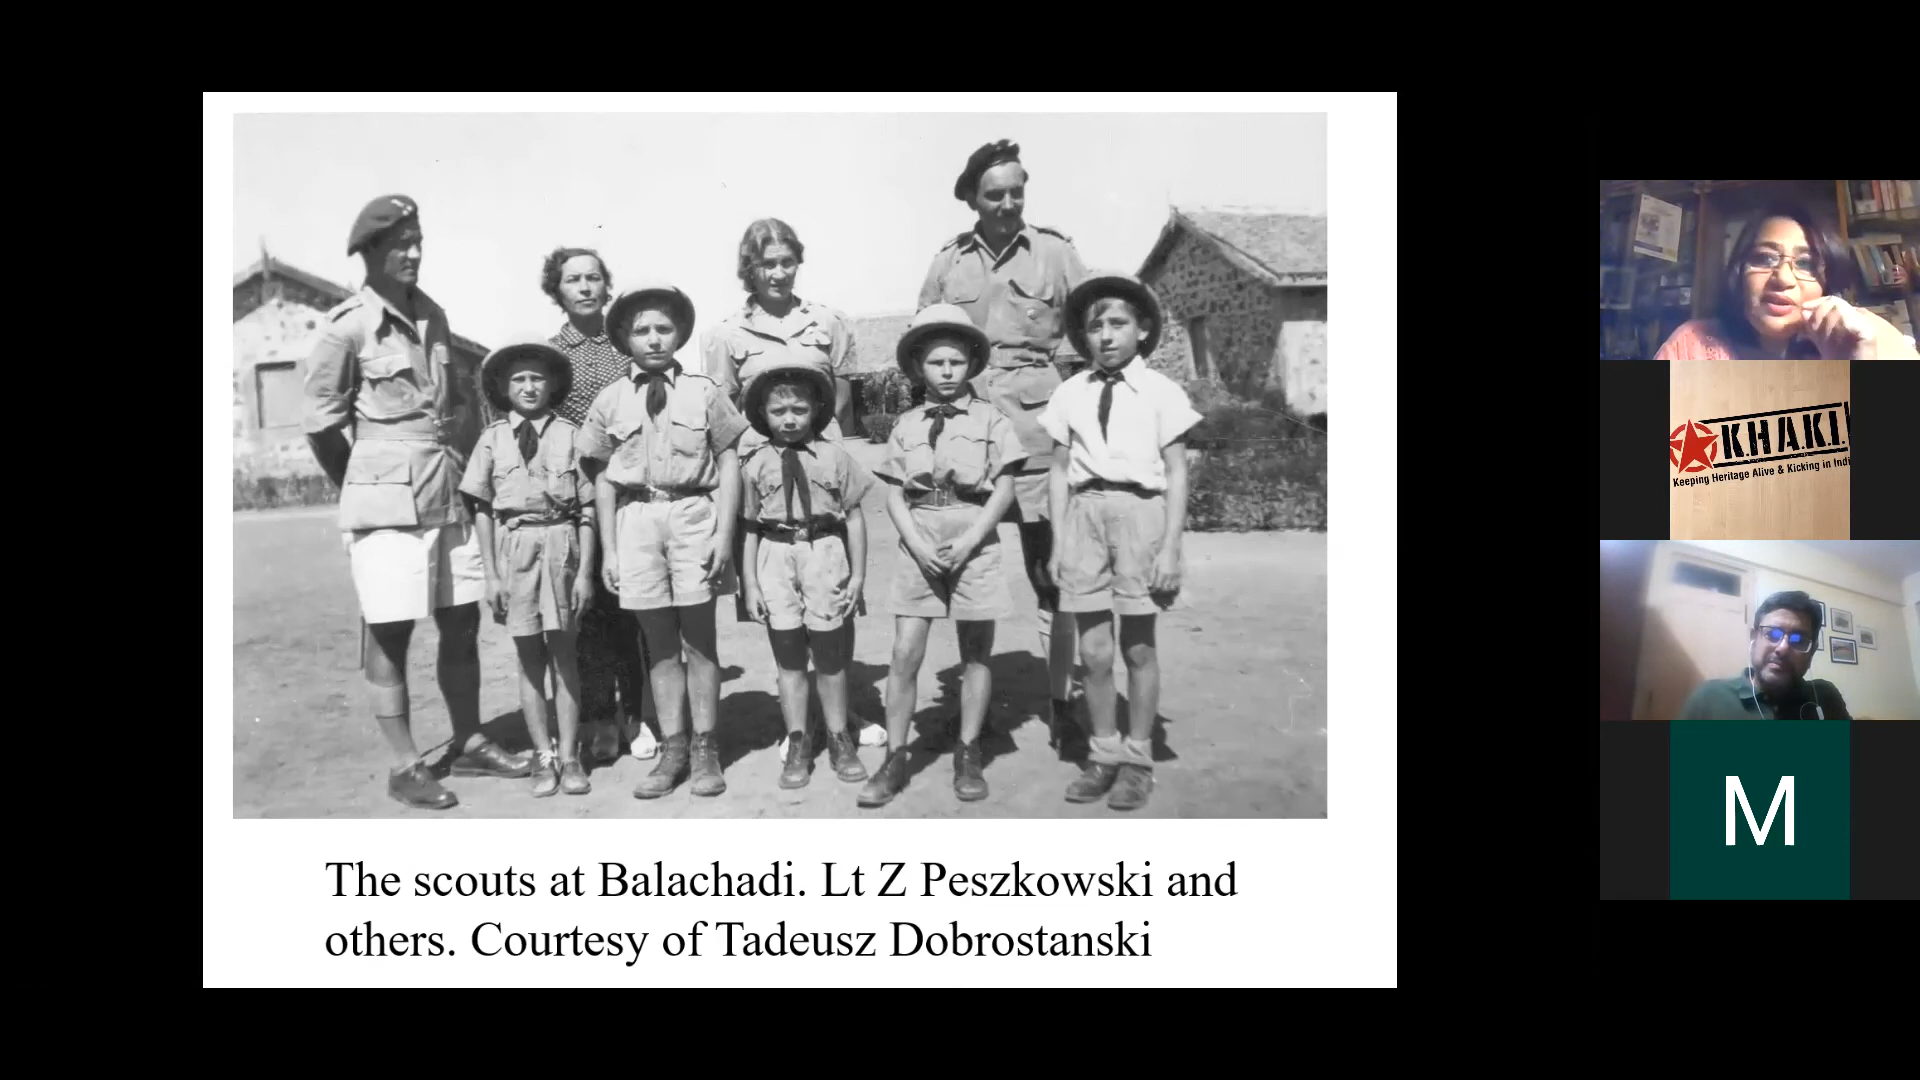 The scouts at Balachadi. Lt Z Peszkowski and
others. Courtesy of Tadeusz Dobrostanski
K.H.A.K.I.
Keeping Heritage Alive & Kicking in Indi
M